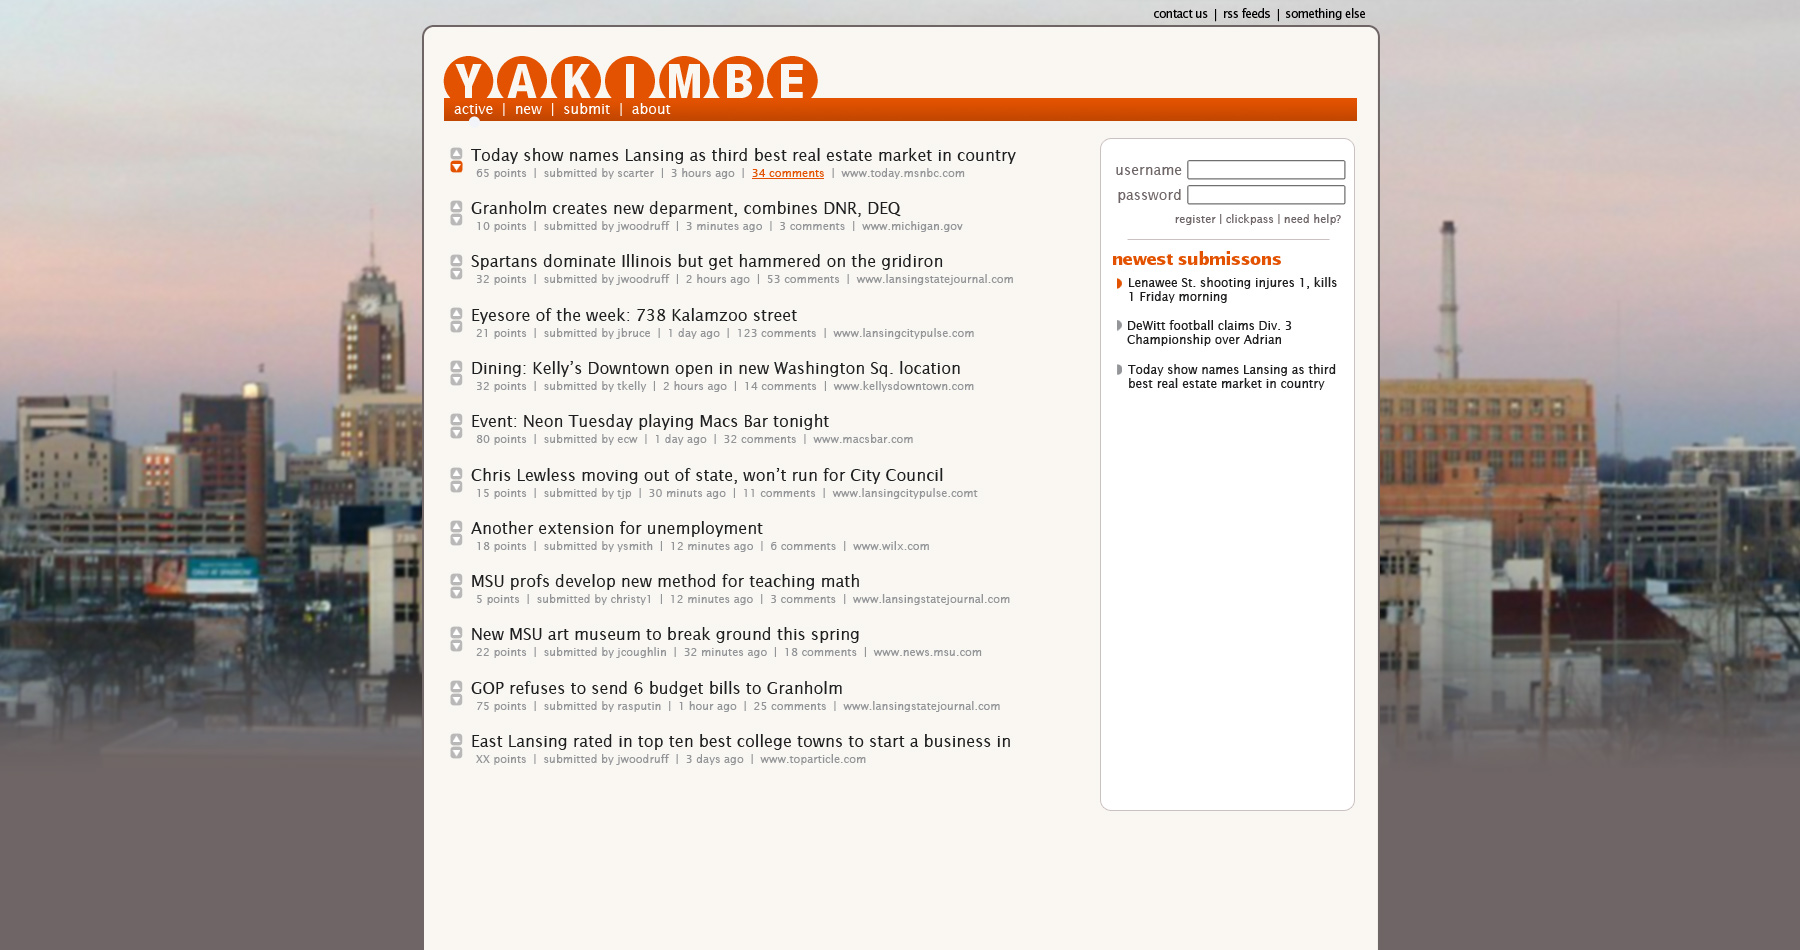 contact us | rss feeds | something else
YAKIMBE
active | new | submit | about
Today show names Lansing as third best real estate market in country
65 points | submitted by scarter | 3 hours ago | 34 comments | www.today.msnbc.com
Granholm creates new deparment, combines DNR, DEQ
10 points | submitted by jwoodruff | 3 minutes ago | 3 comments | www.michigan.gov
Spartans dominate Illinois but get hammered on the gridiron
32 points | submitted by jwoodruff | 2 hours ago | 53 comments | www.lansingstatejournal.com
Eyesore of the week: 738 Kalamzoo street
21 points | submitted by jbruce | 1 day ago | 123 comments | www.lansingcitypulse.com
Dining: Kelly’s Downtown open in new Washington Sq. location
32 points | submitted by tkelly | 2 hours ago | 14 comments | www.kellysdowntown.com
Event: Neon Tuesday playing Macs Bar tonight
80 points | submitted by ecw | 1 day ago | 32 comments | www.macsbar.com
Chris Lewless moving out of state, won’t run for City Council
15 points | submitted by tjp | 30 minuts ago | 11 comments | www.lansingcitypulse.comt
Another extension for unemployment
18 points | submitted by ysmith | 12 minutes ago | 6 comments | www.wilx.com
MSU profs develop new method for teaching math
5 points | submitted by christy1 | 12 minutes ago | 3 comments | www.lansingstatejournal.com
New MSU art museum to break ground this spring
22 points | submitted by jcoughlin | 32 minutes ago | 18 comments | www.news.msu.com
GOP refuses to send 6 budget bills to Granholm
75 points | submitted by rasputin | 1 hour ago | 25 comments | www.lansingstatejournal.com
East Lansing rated in top ten best college towns to start a business in
XX points | submitted by jwoodruff | 3 days ago | www.toparticle.com
username
password
register | clickpass | need help?
newest submissons
Lenawee St. shooting injures 1, kills
1 Friday morning
DeWitt football claims Div. 3
Championship over Adrian
Today show names Lansing as third
best real estate market in country